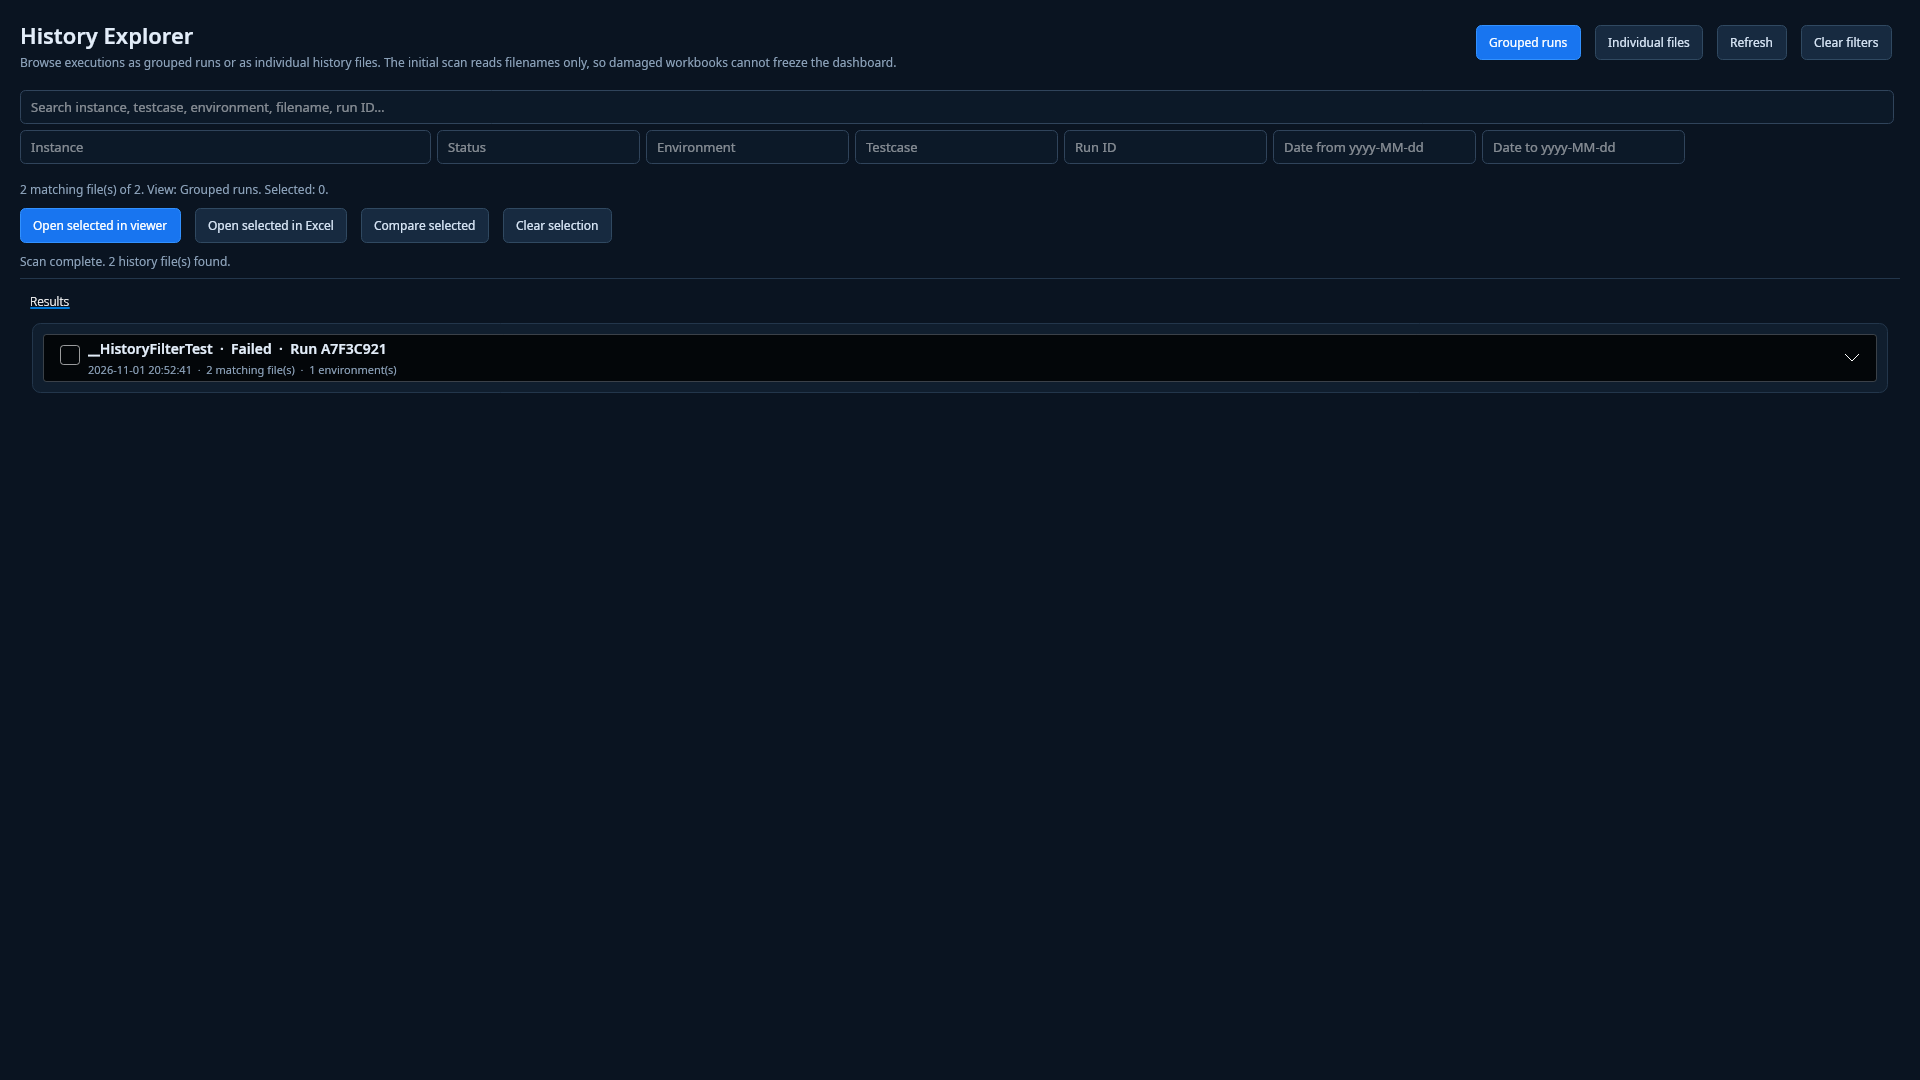 History Explorer
Browse executions as grouped runs or as individual history files. The initial scan reads filenames only, so damaged workbooks cannot freeze the dashboard.
Grouped runs
Individual files
Refresh
Clear filters
Search instance, testcase, environment, filename, run ID...
Instance
Status
Environment
Testcase
Run ID
Date from yyyy-MM-dd
Date to yyyy-MM-dd
2 matching file(s) of 2. View: Grouped runs. Selected: 0.
Open selected in viewer
Open selected in Excel
Compare selected
Clear selection
Scan complete. 2 history file(s) found.
Results
__HistoryFilterTest · Failed · Run A7F3C921
2026-11-01 20:52:41 · 2 matching file(s) · 1 environment(s)